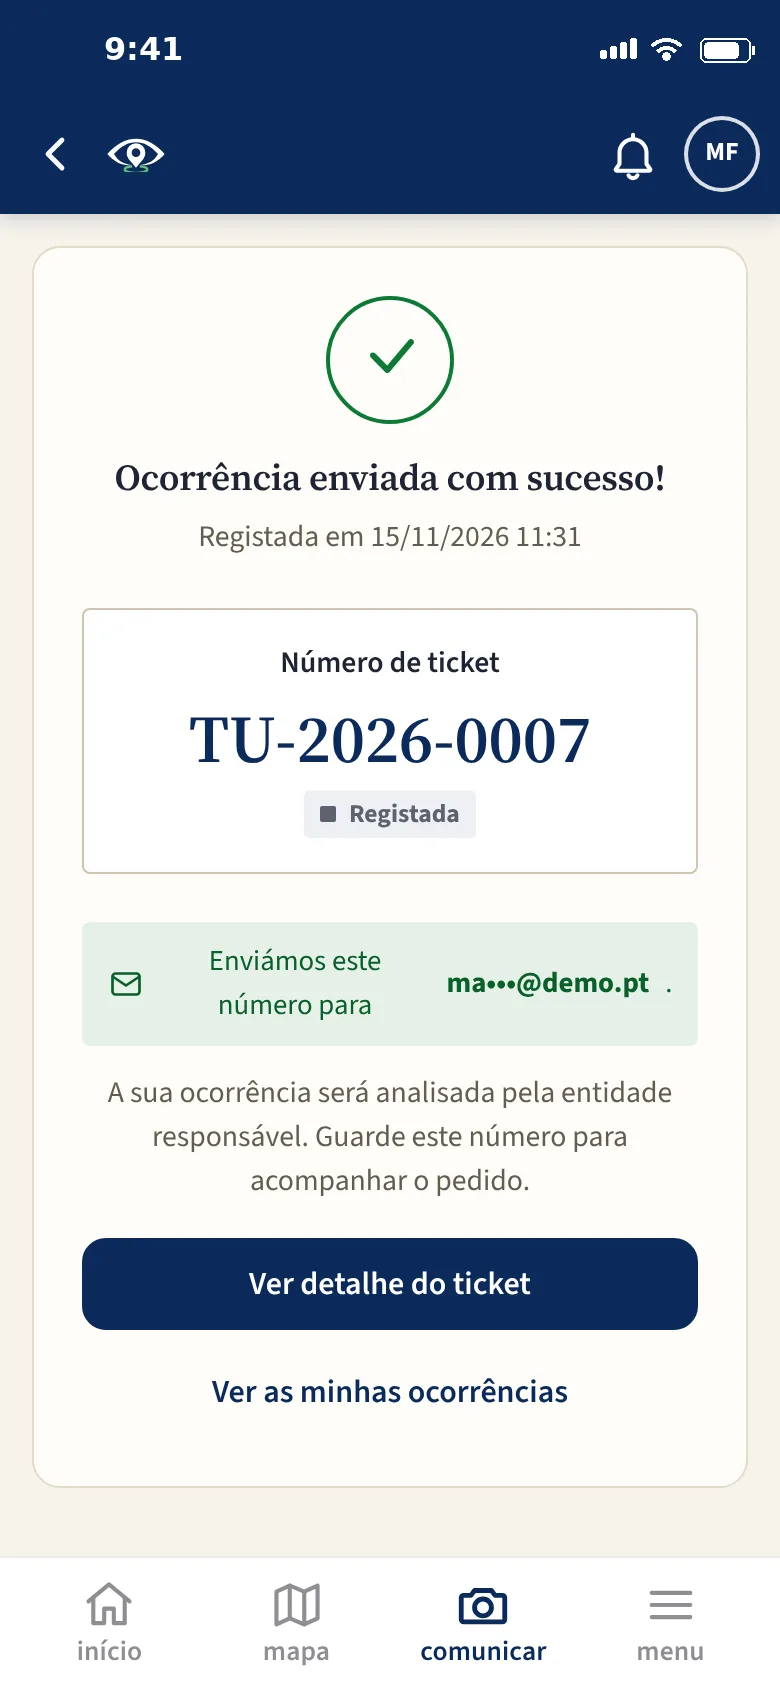 9:41
MF
Ocorrência enviada com sucesso!
Registada em 15/11/2026 11:31
Número de ticket
TU-2026-0007
Registada
Enviámos este
número para
ma•••@demo.pt .
A sua ocorrência será analisada pela entidade
responsável. Guarde este número para
acompanhar o pedido.
Ver detalhe do ticket
Ver as minhas ocorrências
início
mapa
comunicar
menu